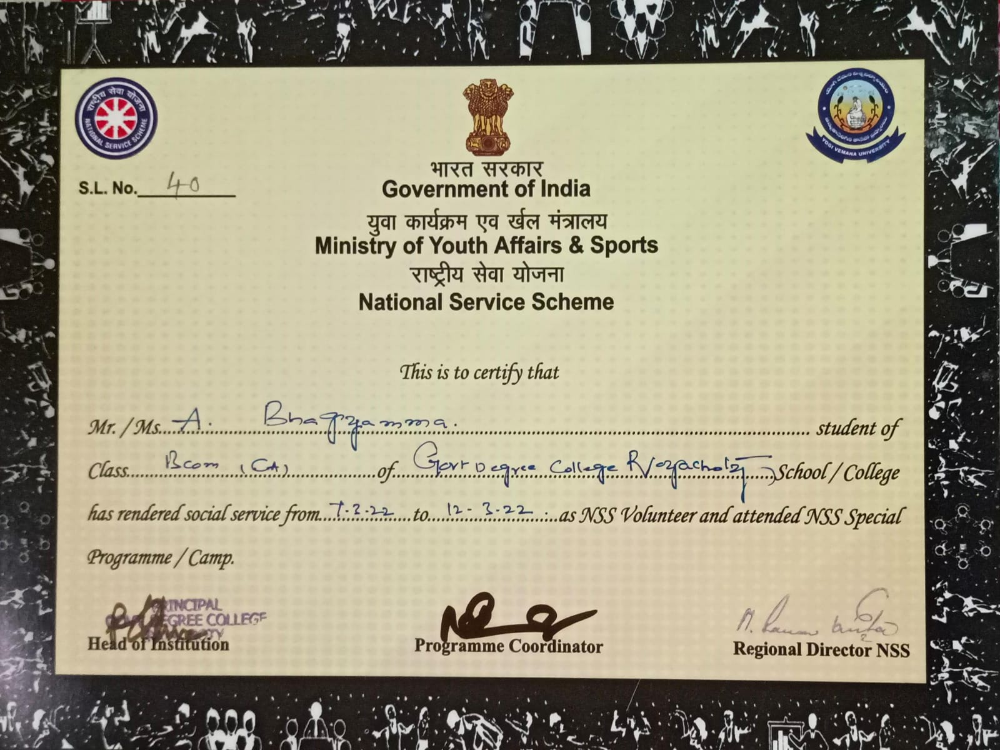 राष्ट्रीय सेवा योजना
NATIONAL SERVICE SCHEME
YOGI VEMANA UNIVERSITY
S.L. No. 40
भारत सरकार
Government of India
युवा कार्यक्रम एव र्खल मंत्रालय
Ministry of Youth Affairs & Sports
राष्ट्रीय सेवा योजना
National Service Scheme
This is to certify that
Mr. / Ms. A. Bhagyamma. student of
Class Bcom (CA) of Govt Degree College School / College
has rendered social service from 7-3-22 to 12-3-22 as NSS Volunteer and attended NSS Special
Programme / Camp.
PRINCIPAL
DEGREE COLLEGE
Head of Institution
Programme Coordinator
Regional Director NSS